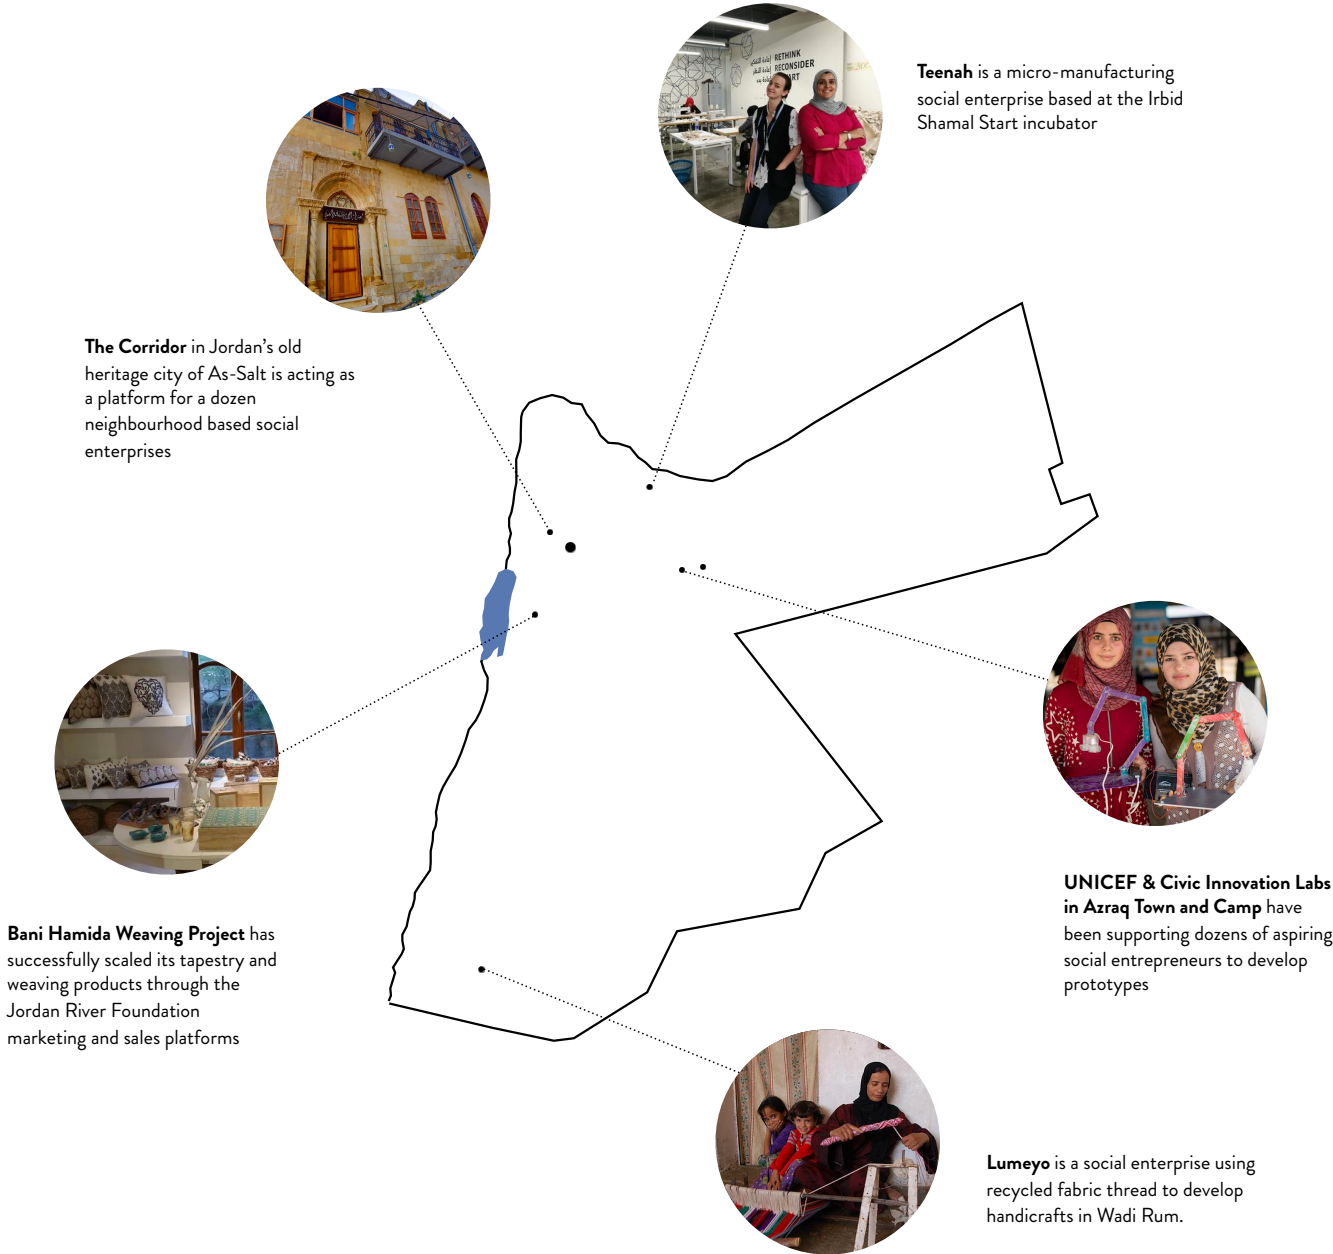 RETHINK
RECONSIDER
Teenah is a micro-manufacturing
social enterprise based at the Irbid
Shamal Start incubator
The Corridor in Jordan's old
heritage city of As-Salt is acting as
a platform for a dozen
neighbourhood based social
enterprises
UNICEF & Civic Innovation Labs
in Azraq Town and Camp have
been supporting dozens of aspiring
social entrepreneurs to develop
prototypes
Bani Hamida Weaving Project has
successfully scaled its tapestry and
weaving products through the
Jordan River Foundation
marketing and sales platforms
Lumeyo is a social enterprise using
recycled fabric thread to develop
handicrafts in Wadi Rum.